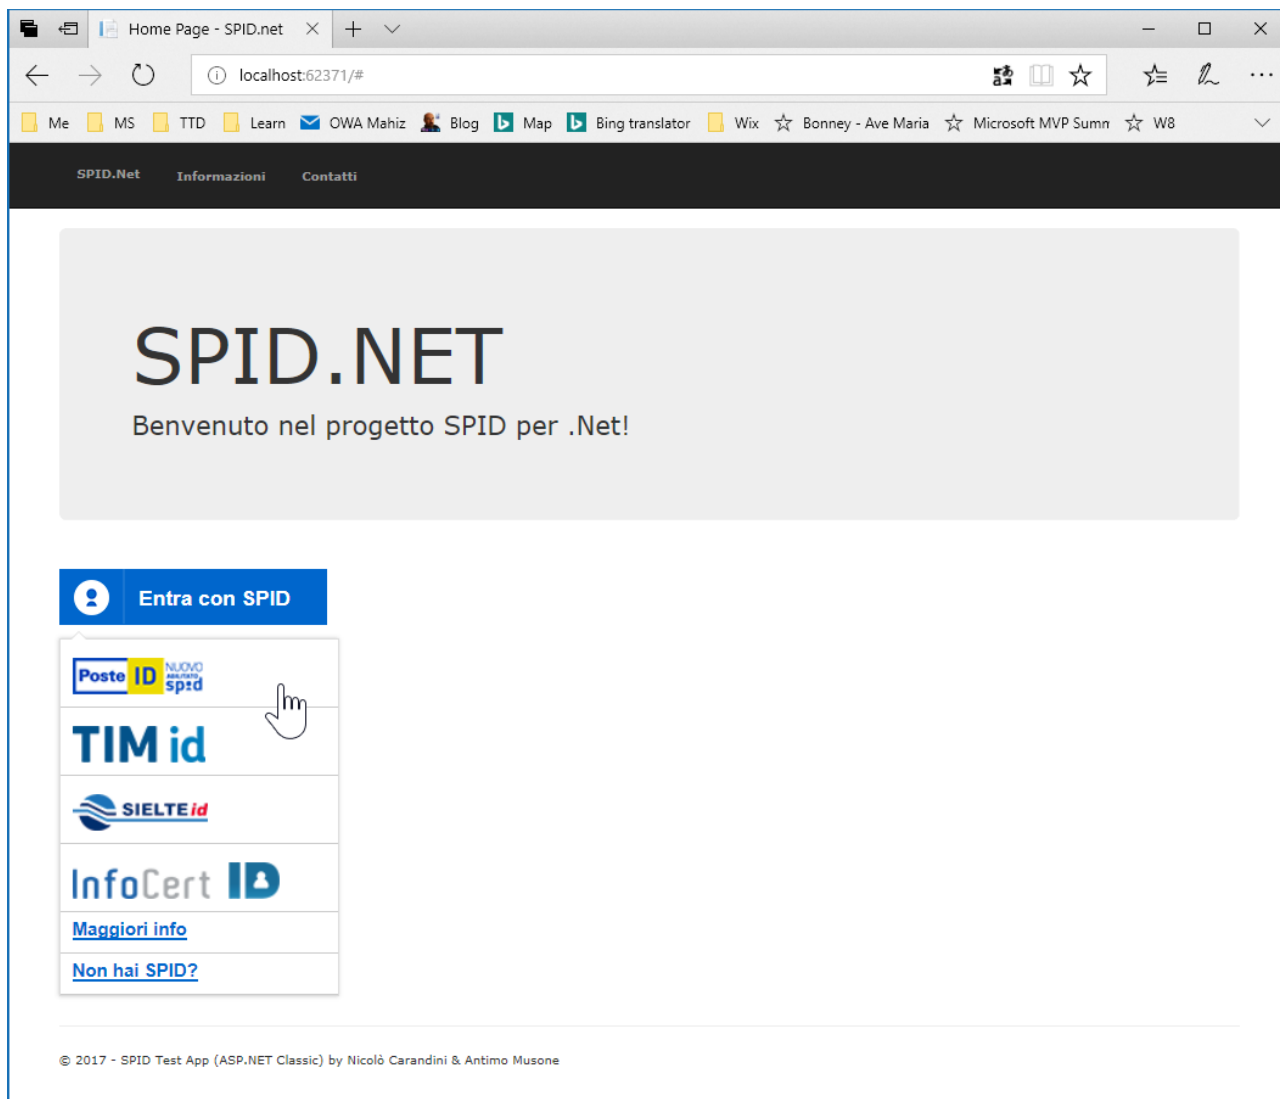 Home Page - SPID.net
localhost:62371/#
Me MS TTD Learn OWA Mahiz Blog Map Bing translator Wix Bonney - Ave Maria Microsoft MVP Sumn W8
SPID.Net Informazioni Contatti
SPID.NET
Benvenuto nel progetto SPID per .Net!
Entra con SPID
Poste ID NUOVO
ABILITATO
spid
TIM id
SIELTE id
InfoCert ID
Maggiori info
Non hai SPID?
© 2017 - SPID Test App (ASP.NET Classic) by Nicolò Carandini & Antimo Musone